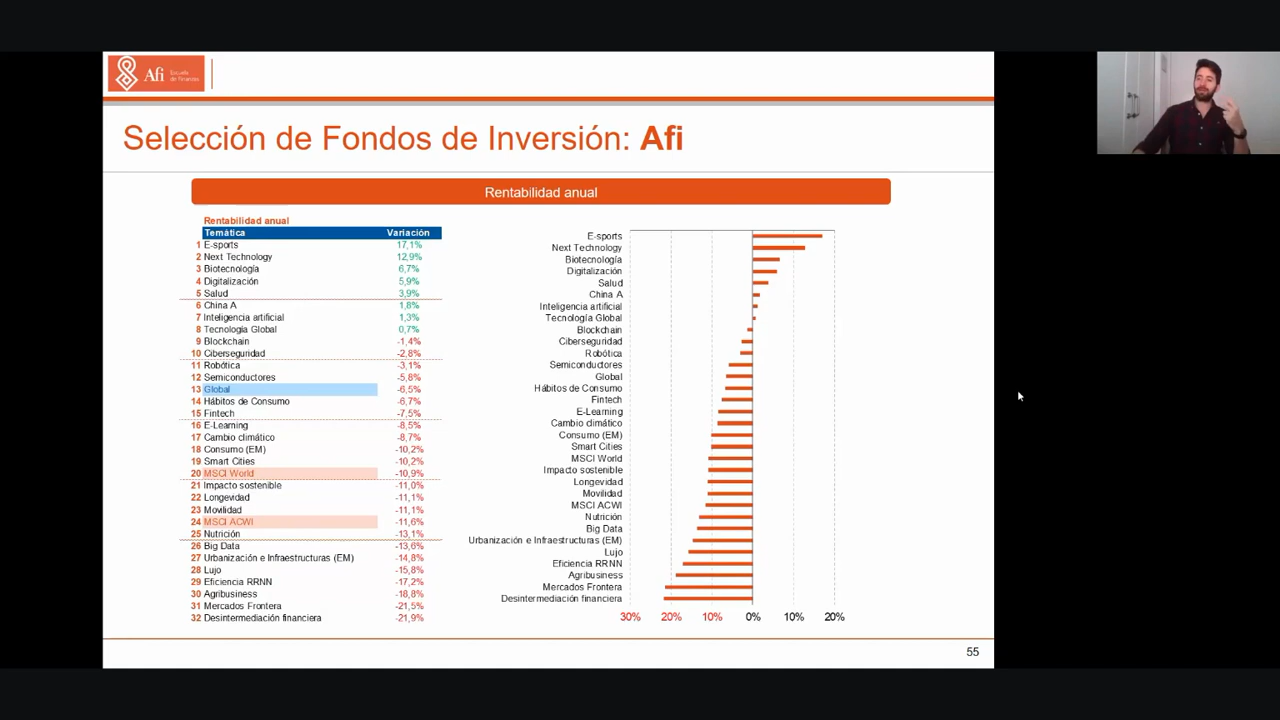 Afi Escuela de Finanzas
Selección de Fondos de Inversión: Afi
Rentabilidad anual
Rentabilidad anual
Temática Variación
1 E-sports 17,1%
2 Next Technology 12,9%
3 Biotecnología 6,7%
4 Digitalización 5,9%
5 Salud 3,9%
6 China A 1,8%
7 Inteligencia artificial 1,3%
8 Tecnología Global 0,7%
9 Blockchain -1,4%
10 Ciberseguridad -2,8%
11 Robótica -3,1%
12 Semiconductores -5,8%
13 Global -6,5%
14 Hábitos de Consumo -6,7%
15 Fintech -7,5%
16 E-Learning -8,5%
17 Cambio climático -8,7%
18 Consumo (EM) -10,2%
19 Smart Cities -10,2%
20 MSCI World -10,9%
21 Impacto sostenible -11,0%
22 Longevidad -11,1%
23 Movilidad -11,1%
24 MSCI ACWI -11,6%
25 Nutrición -13,1%
26 Big Data -13,6%
27 Urbanización e Infraestructuras (EM) -14,8%
28 Lujo -15,8%
29 Eficiencia RRNN -17,2%
30 Agribusiness -18,8%
31 Mercados Frontera -21,5%
32 Desintermediación financiera -21,9%
E-sports
Next Technology
Biotecnología
Digitalización
Salud
China A
Inteligencia artificial
Tecnología Global
Blockchain
Ciberseguridad
Robótica
Semiconductores
Global
Hábitos de Consumo
Fintech
E-Learning
Cambio climático
Consumo (EM)
Smart Cities
MSCI World
Impacto sostenible
Longevidad
Movilidad
MSCI ACWI
Nutrición
Big Data
Urbanización e Infraestructuras (EM)
Lujo
Eficiencia RRNN
Agribusiness
Mercados Frontera
Desintermediación financiera
30% 20% 10% 0% 10% 20%
55